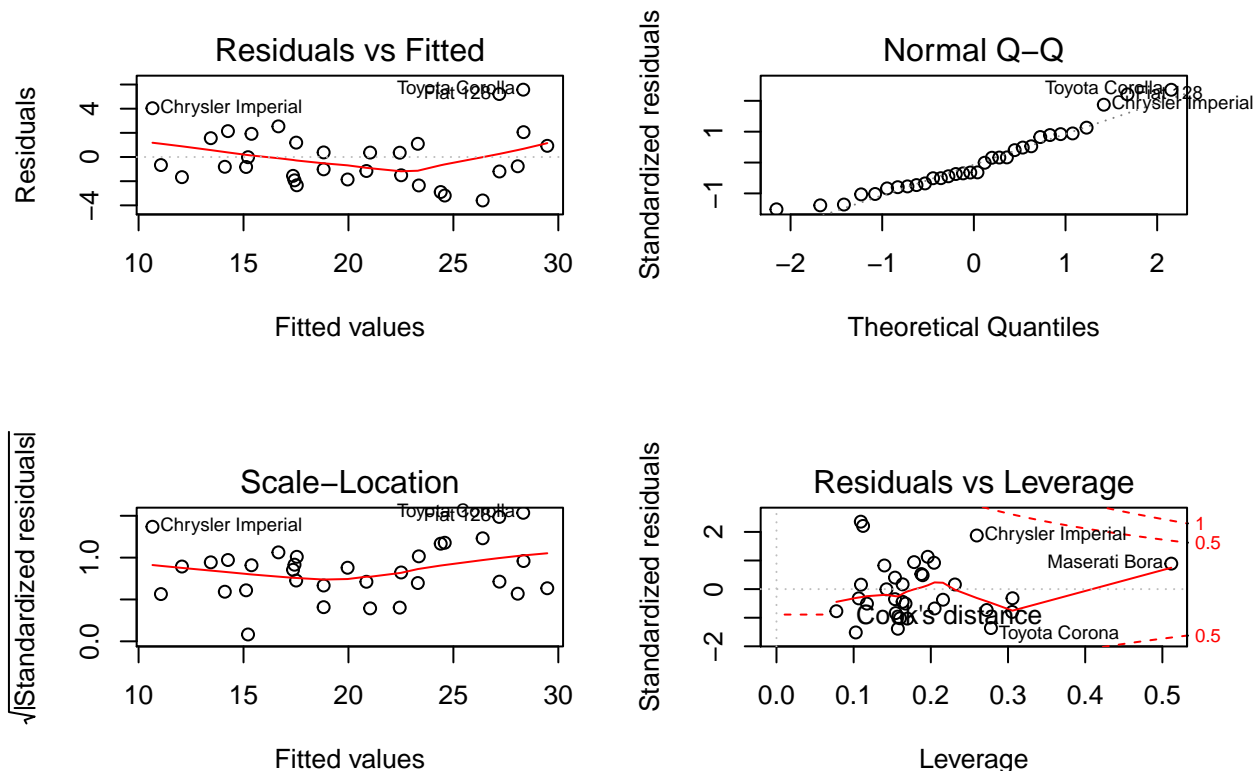 Residuals vs Fitted
Residuals
4
0
−4
Toyota Corolla
Fiat 128
Chrysler Imperial
10 15 20 25 30
Fitted values
Normal Q−Q
Standardized residuals
1
−1
Toyota Corolla
Fiat 128
Chrysler Imperial
−2 −1 0 1 2
Theoretical Quantiles
Scale−Location
√|Standardized residuals|
1.0
0.0
Toyota Corolla
Fiat 128
Chrysler Imperial
10 15 20 25 30
Fitted values
Residuals vs Leverage
Standardized residuals
2
0
−2
Chrysler Imperial
Maserati Bora
Cook's distance
Toyota Corona
1
0.5
0.5
0.0 0.1 0.2 0.3 0.4 0.5
Leverage